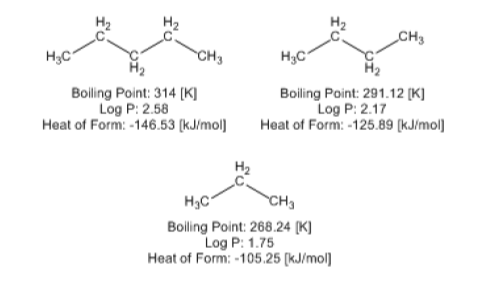 H2 H2
C C
H3C C CH3
H2
Boiling Point: 314 [K]
Log P: 2.58
Heat of Form: -146.53 [kJ/mol]
H2
C CH3
H3C C
H2
Boiling Point: 291.12 [K]
Log P: 2.17
Heat of Form: -125.89 [kJ/mol]
H2
C
H3C CH3
Boiling Point: 268.24 [K]
Log P: 1.75
Heat of Form: -105.25 [kJ/mol]